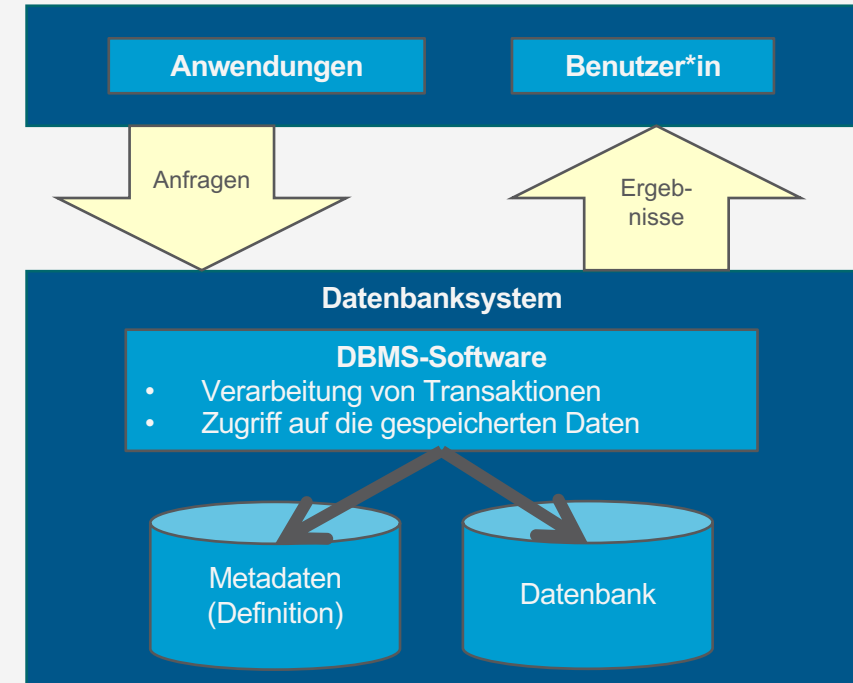 Anwendungen
Benutzer*in
Anfragen
Ergeb-
nisse
Datenbanksystem
DBMS-Software
• Verarbeitung von Transaktionen
• Zugriff auf die gespeicherten Daten
Metadaten
(Definition)
Datenbank